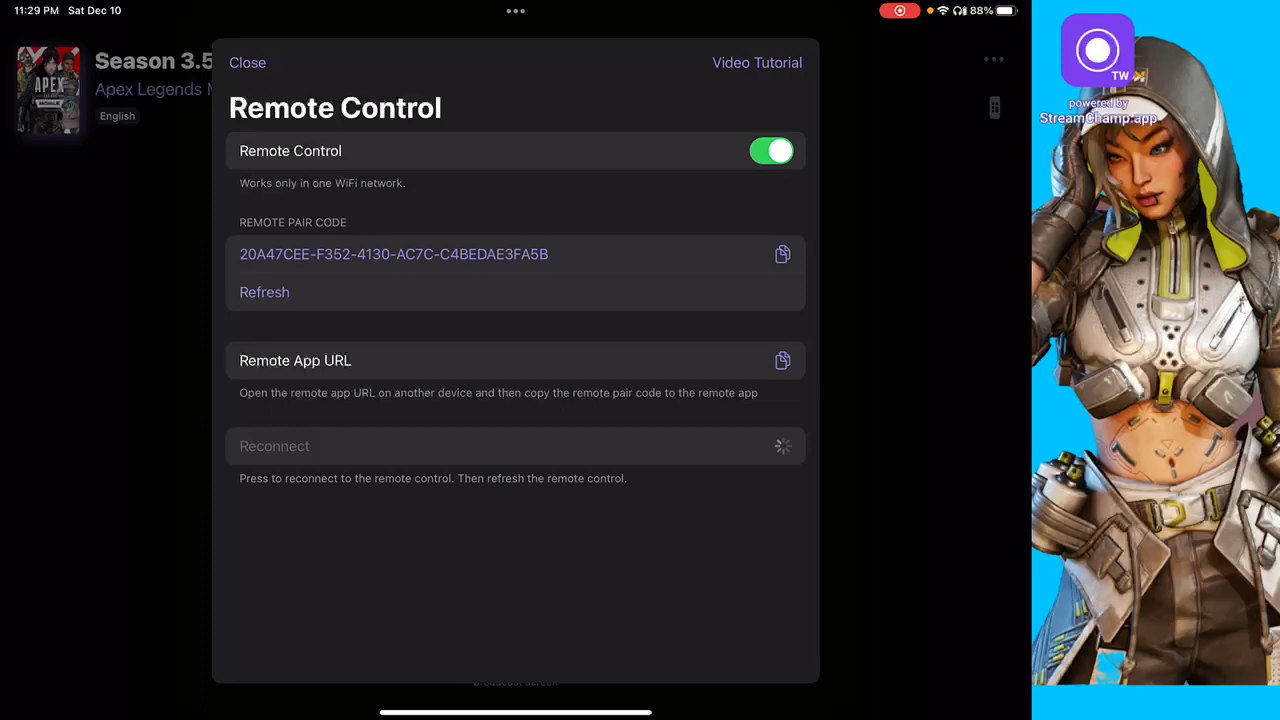 11:29 PM Sat Dec 10
88%
Season 3.5
Apex Legends M
English
APEX
Close
Video Tutorial
Remote Control
Remote Control
Works only in one WiFi network.
REMOTE PAIR CODE
20A47CEE-F352-4130-AC7C-C4BEDAE3FA5B
Refresh
Remote App URL
Open the remote app URL on another device and then copy the remote pair code to the remote app
Reconnect
Press to reconnect to the remote control. Then refresh the remote control.
Broadcast Screen
TW
powered by
StreamChamp.app